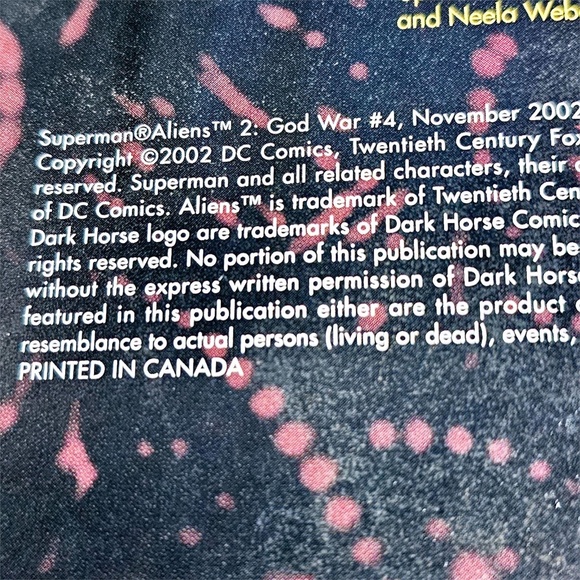 and Neela Web
Superman®Aliens™ 2: God War #4, November 2002
Copyright ©2002 DC Comics, Twentieth Century Fox
reserved. Superman and all related characters, their
of DC Comics. Aliens™ is trademark of Twentieth Cen
Dark Horse logo are trademarks of Dark Horse Comic
rights reserved. No portion of this publication may be
without the express written permission of Dark Horse
featured in this publication either are the product
resemblance to actual persons (living or dead), events,
PRINTED IN CANADA